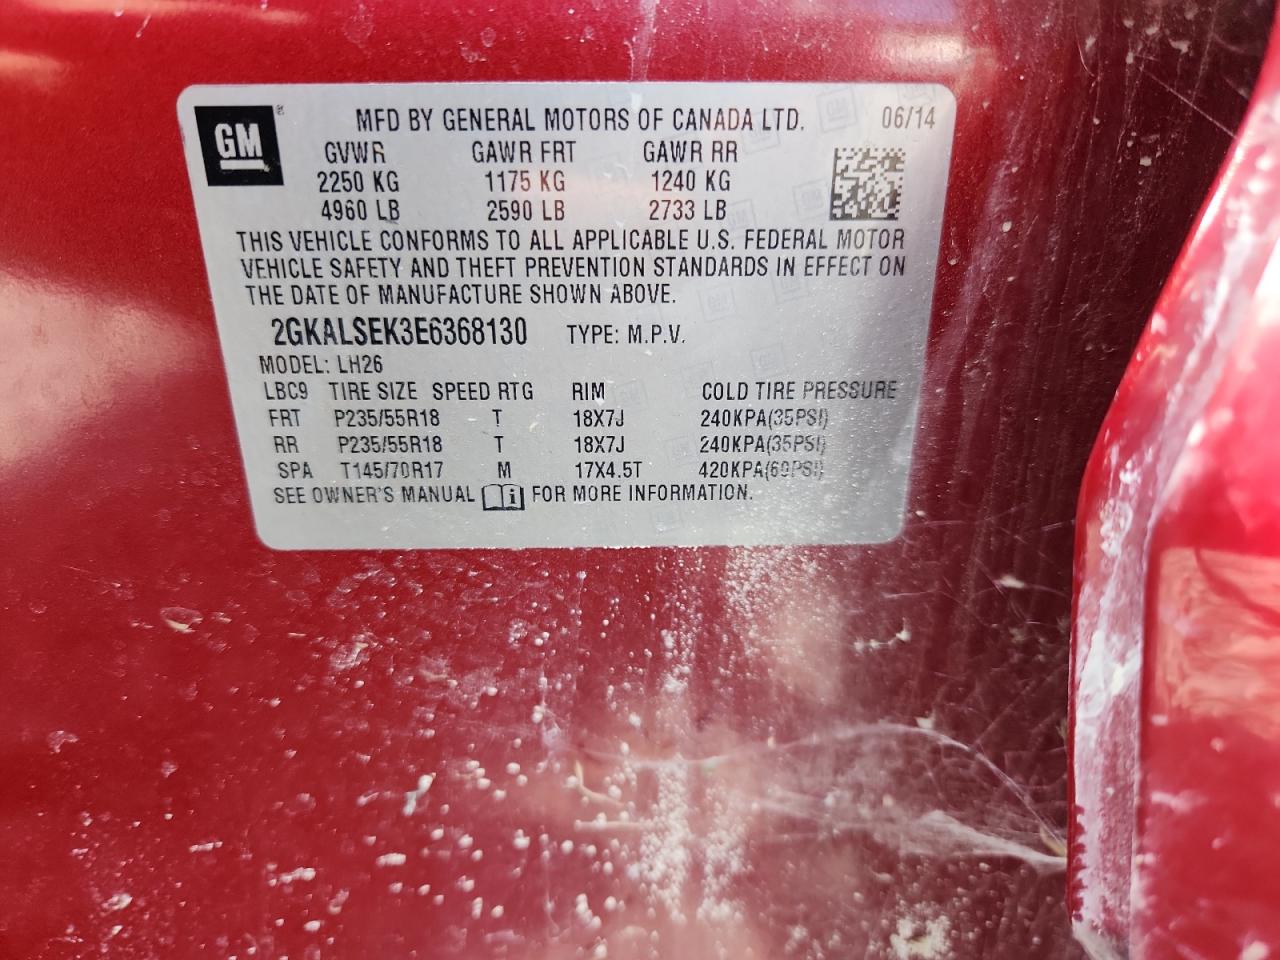 GM ®
MFD BY GENERAL MOTORS OF CANADA LTD. 06/14
GVWR GAWR FRT GAWR RR
2250 KG 1175 KG 1240 KG
4960 LB 2590 LB 2733 LB
THIS VEHICLE CONFORMS TO ALL APPLICABLE U.S. FEDERAL MOTOR
VEHICLE SAFETY AND THEFT PREVENTION STANDARDS IN EFFECT ON
THE DATE OF MANUFACTURE SHOWN ABOVE.
2GKALSEK3E6368130 TYPE: M.P.V.
MODEL: LH26
LBC9 TIRE SIZE SPEED RTG RIM COLD TIRE PRESSURE
FRT P235/55R18 T 18X7J 240KPA(35PSI)
RR P235/55R18 T 18X7J 240KPA(35PSI)
SPA T145/70R17 M 17X4.5T 420KPA(60PSI)
SEE OWNER'S MANUAL i FOR MORE INFORMATION.